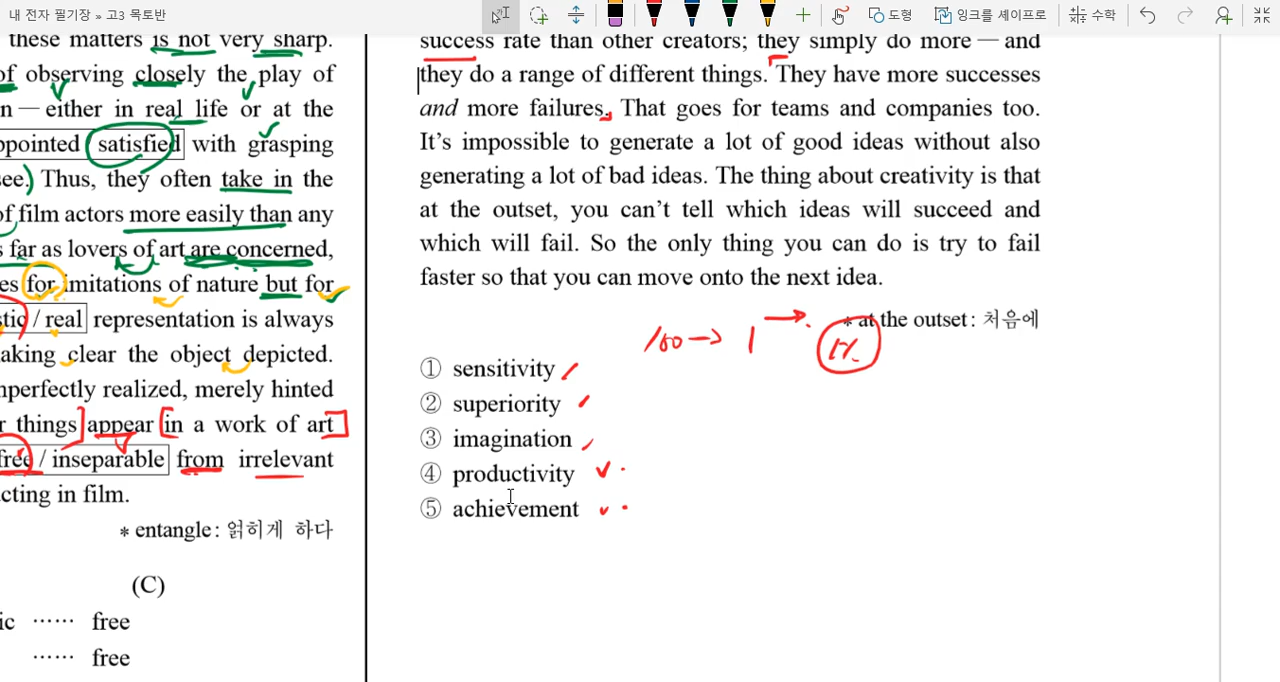 내 전자 필기장 » 고3 목토반
도형
잉크를 셰이프로
수학
these matters is not very sharp.
of observing closely the play of
n — either in real life or at the
ppointed satisfied with grasping
see.) Thus, they often take in the
of film actors more easily than any
s far as lovers of art are concerned,
es for imitations of nature but for
stic / real representation is always
aking clear the object depicted.
nperfectly realized, merely hinted
r things appear in a work of art
free / inseparable from irrelevant
cting in film.
* entangle: 얽히게 하다
(C)
ic ⋯⋯ free
⋯⋯ free
success rate than other creators; they simply do more — and
they do a range of different things. They have more successes
and more failures. That goes for teams and companies too.
It's impossible to generate a lot of good ideas without also
generating a lot of bad ideas. The thing about creativity is that
at the outset, you can't tell which ideas will succeed and
which will fail. So the only thing you can do is try to fail
faster so that you can move onto the next idea.
* at the outset: 처음에
100 → 1 → 1%
① sensitivity
② superiority
③ imagination
④ productivity
⑤ achievement